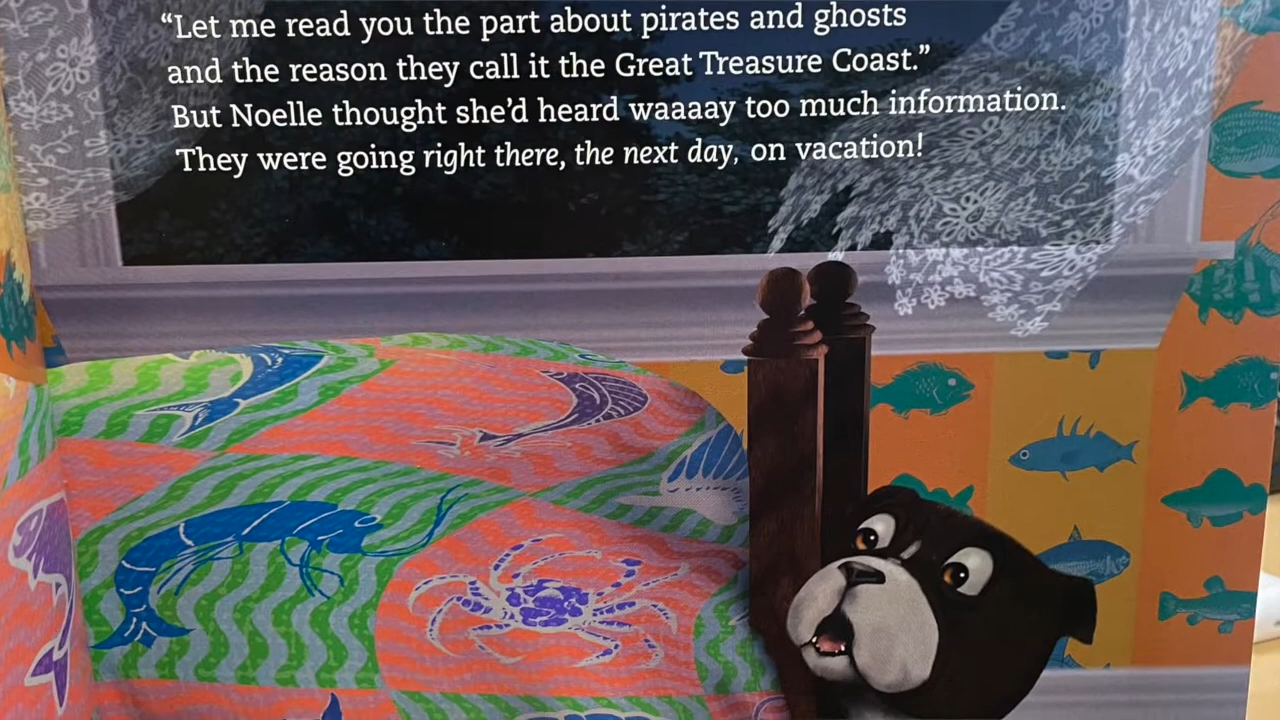 “Let me read you the part about pirates and ghosts
and the reason they call it the Great Treasure Coast.”
But Noelle thought she’d heard waaaay too much information.
They were going right there, the next day, on vacation!